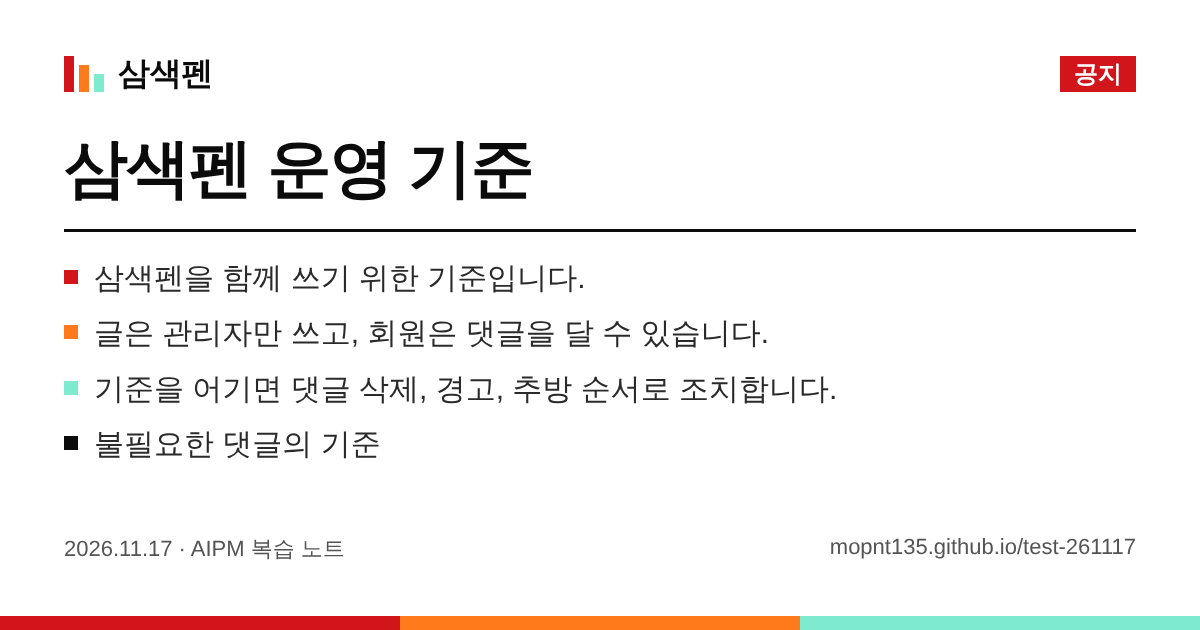 삼색펜
공지
삼색펜 운영 기준
삼색펜을 함께 쓰기 위한 기준입니다.
글은 관리자만 쓰고, 회원은 댓글을 달 수 있습니다.
기준을 어기면 댓글 삭제, 경고, 추방 순서로 조치합니다.
불필요한 댓글의 기준
2026.11.17 · AIPM 복습 노트
mopnt135.github.io/test-261117